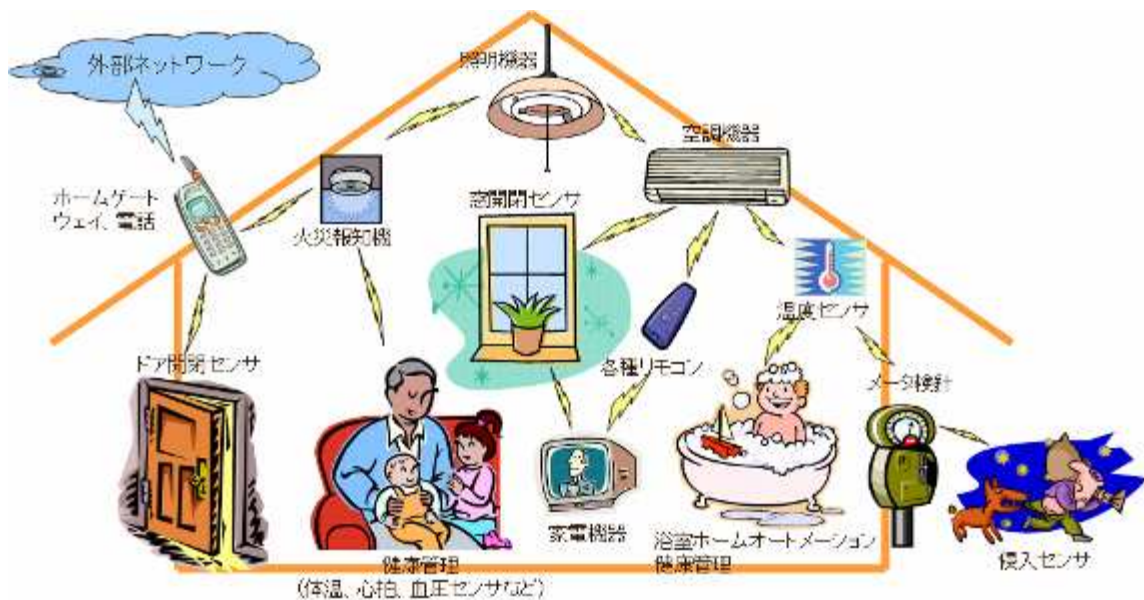 外部ネットワーク
照明機器
空調機器
ホームゲート
ウェイ、電話
火災報知機
窓開閉センサ
温度センサ
ドア開閉センサ
各種リモコン
メータ検針
家電機器
浴室ホームオートメーション
健康管理
侵入センサ
健康管理
(体温、心拍、血圧センサなど)